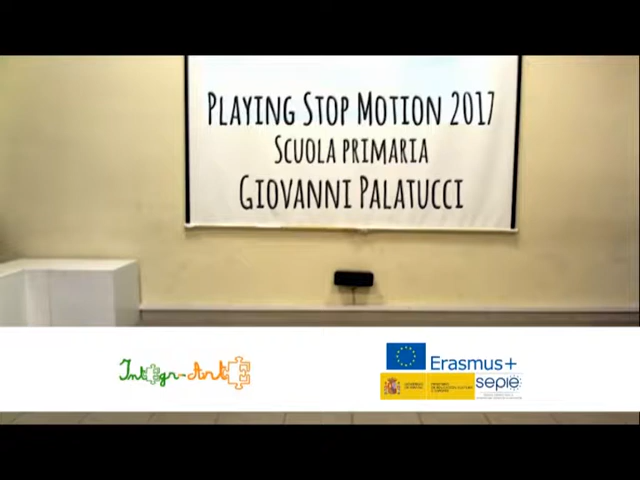 PLAYING STOP MOTION 2017
SCUOLA PRIMARIA
GIOVANNI PALATUCCI
Integr-Arte
Erasmus+
sepie